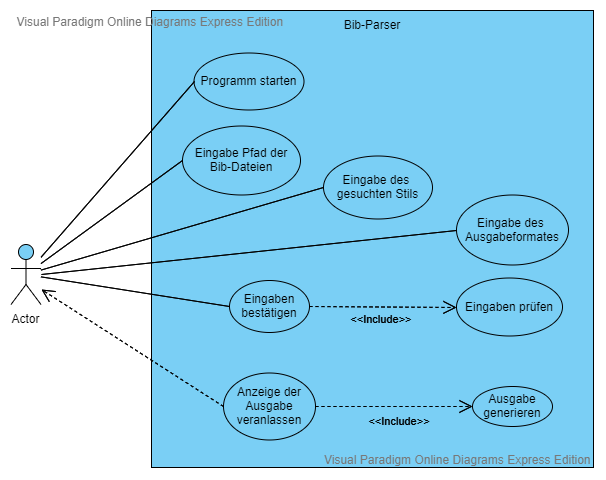 Visual Paradigm Online Diagrams Express Edition
Bib-Parser
Programm starten
Eingabe Pfad der
Bib-Dateien
Eingabe des
gesuchten Stils
Eingabe des
Ausgabeformates
Actor
Eingaben
bestätigen
<<Include>>
Eingaben prüfen
Anzeige der
Ausgabe
veranlassen
<<Include>>
Ausgabe
generieren
Visual Paradigm Online Diagrams Express Edition